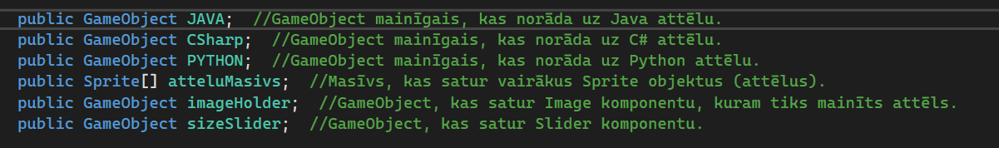 public GameObject JAVA;  //GameObject mainīgais, kas norāda uz Java attēlu.
public GameObject CSharp;  //GameObject mainīgais, kas norāda uz C# attēlu.
public GameObject PYTHON;  //GameObject mainīgais, kas norāda uz Python attēlu.
public Sprite[] atteluMasivs;  //Masīvs, kas satur vairākus Sprite objektus (attēlus).
public GameObject imageHolder;  //GameObject, kas satur Image komponentu, kuram tiks mainīts attēls.
public GameObject sizeSlider;  //GameObject, kas satur Slider komponentu.